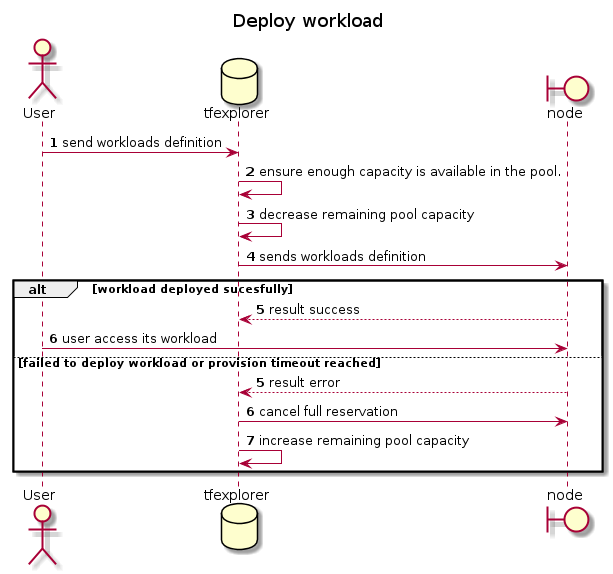 Deploy workload
User
tfexplorer
node
1 send workloads definition
2 ensure enough capacity is available in the pool.
3 decrease remaining pool capacity
4 sends workloads definition
alt [workload deployed sucesfully]
5 result success
6 user access its workload
[failed to deploy workload or provision timeout reached]
5 result error
6 cancel full reservation
7 increase remaining pool capacity
User
tfexplorer
node